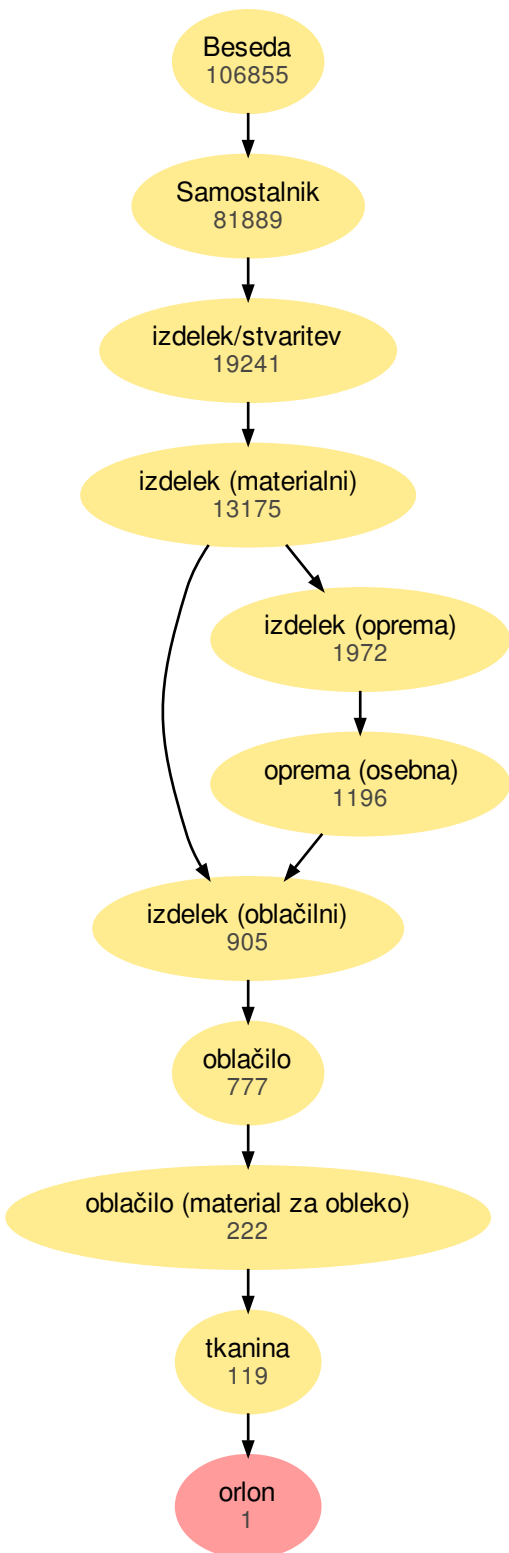 Beseda
106855
Samostalnik
81889
izdelek/stvaritev
19241
izdelek (materialni)
13175
izdelek (oprema)
1972
oprema (osebna)
1196
izdelek (oblačilni)
905
oblačilo
777
oblačilo (material za obleko)
222
tkanina
119
orlon
1